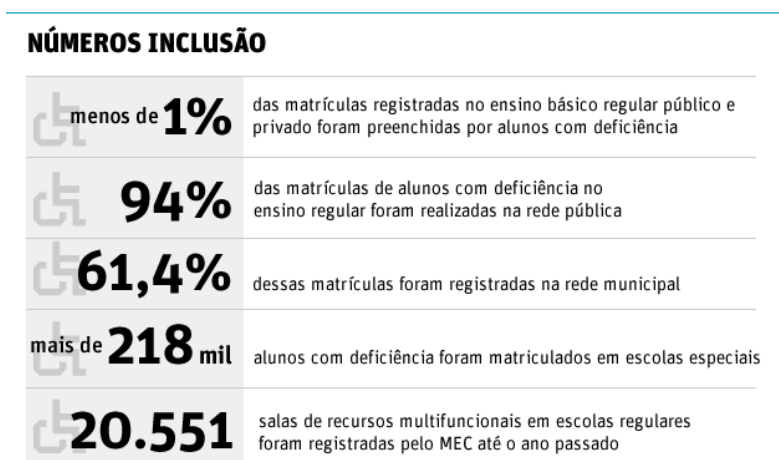 NÚMEROS INCLUSÃO
menos de 1%
das matrículas registradas no ensino básico regular público e
privado foram preenchidas por alunos com deficiência
94%
das matrículas de alunos com deficiência no
ensino regular foram realizadas na rede pública
61,4%
dessas matrículas foram registradas na rede municipal
mais de 218 mil
alunos com deficiência foram matriculados em escolas especiais
20.551
salas de recursos multifuncionais em escolas regulares
foram registradas pelo MEC até o ano passado